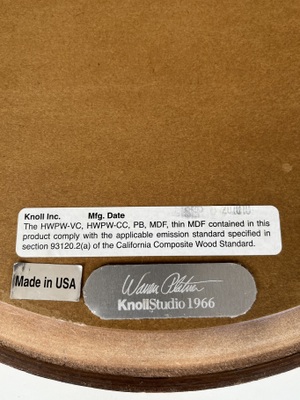 Knoll Inc. Mfg. Date
The HWPW-VC, HWPW-CC, PB, MDF, thin MDF contained in this
product comply with the applicable emission standard specified in
section 93120.2(a) of the California Composite Wood Standard.
Made in USA
Warren Platner
KnollStudio 1966